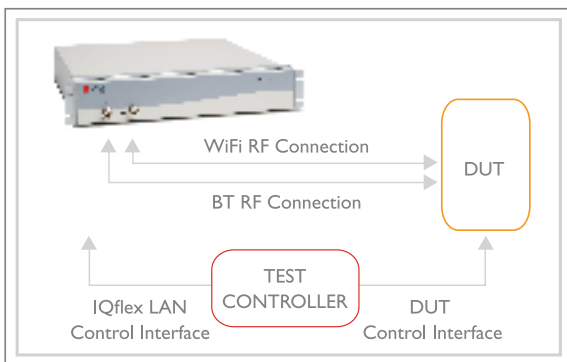 WiFi RF Connection
DUT
BT RF Connection
TEST
CONTROLLER
IQflex LAN
Control Interface
DUT
Control Interface